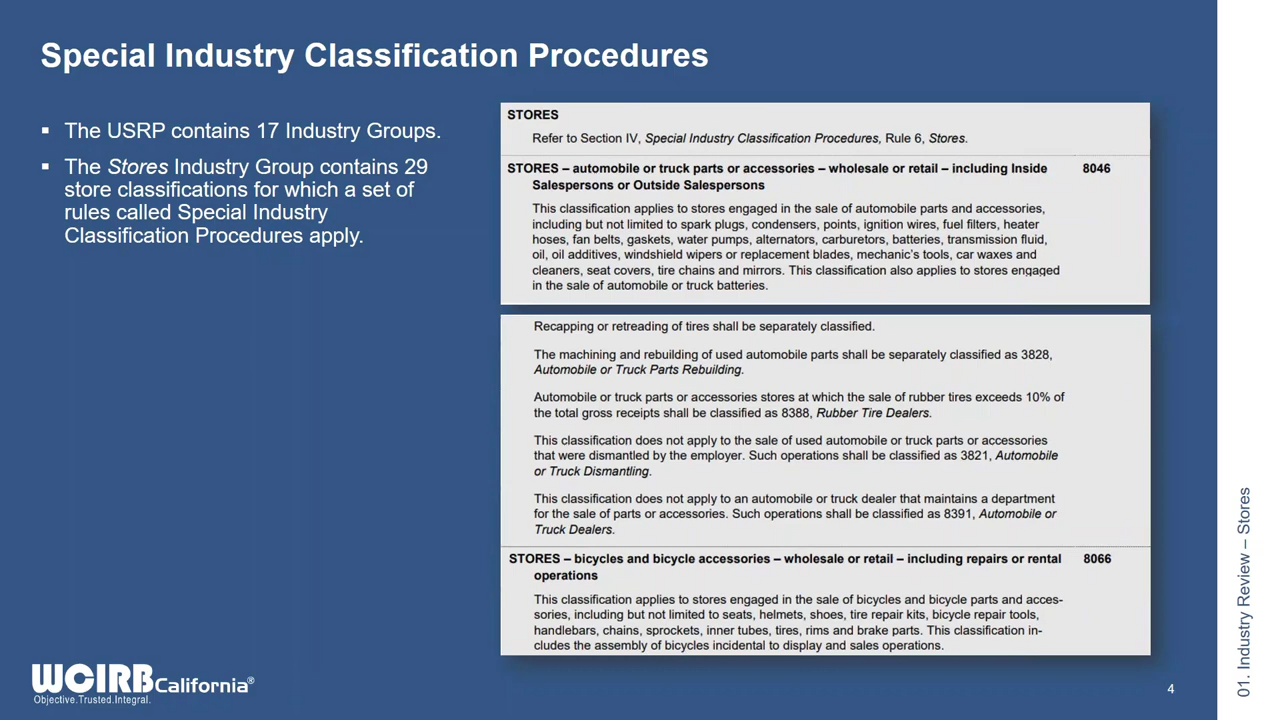 Special Industry Classification Procedures
▪ The USRP contains 17 Industry Groups.
▪ The Stores Industry Group contains 29
store classifications for which a set of
rules called Special Industry
Classification Procedures apply.
STORES
Refer to Section IV, Special Industry Classification Procedures, Rule 6, Stores.
STORES – automobile or truck parts or accessories – wholesale or retail – including Inside 8046
Salespersons or Outside Salespersons
This classification applies to stores engaged in the sale of automobile parts and accessories,
including but not limited to spark plugs, condensers, points, ignition wires, fuel filters, heater
hoses, fan belts, gaskets, water pumps, alternators, carburetors, batteries, transmission fluid,
oil, oil additives, windshield wipers or replacement blades, mechanic's tools, car waxes and
cleaners, seat covers, tire chains and mirrors. This classification also applies to stores engaged
in the sale of automobile or truck batteries.
Recapping or retreading of tires shall be separately classified.
The machining and rebuilding of used automobile parts shall be separately classified as 3828,
Automobile or Truck Parts Rebuilding.
Automobile or truck parts or accessories stores at which the sale of rubber tires exceeds 10% of
the total gross receipts shall be classified as 8388, Rubber Tire Dealers.
This classification does not apply to the sale of used automobile or truck parts or accessories
that were dismantled by the employer. Such operations shall be classified as 3821, Automobile
or Truck Dismantling.
This classification does not apply to an automobile or truck dealer that maintains a department
for the sale of parts or accessories. Such operations shall be classified as 8391, Automobile or
Truck Dealers.
STORES – bicycles and bicycle accessories – wholesale or retail – including repairs or rental 8066
operations
This classification applies to stores engaged in the sale of bicycles and bicycle parts and acces-
sories, including but not limited to seats, helmets, shoes, tire repair kits, bicycle repair tools,
handlebars, chains, sprockets, inner tubes, tires, rims and brake parts. This classification in-
cludes the assembly of bicycles incidental to display and sales operations.
WCIRB California®
Objective.Trusted.Integral.
4
01. Industry Review – Stores